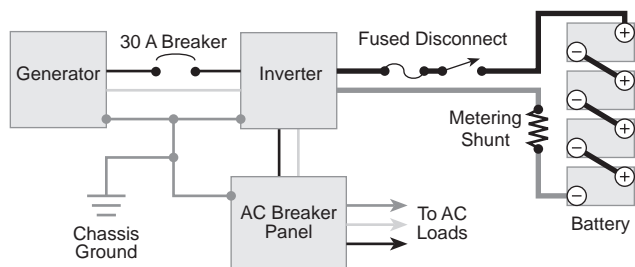 30 A Breaker
Fused Disconnect
Generator
Inverter
Metering
Shunt
AC Breaker
Panel
To AC
Loads
Chassis
Ground
Battery
+
−
+
−
+
−
+
−